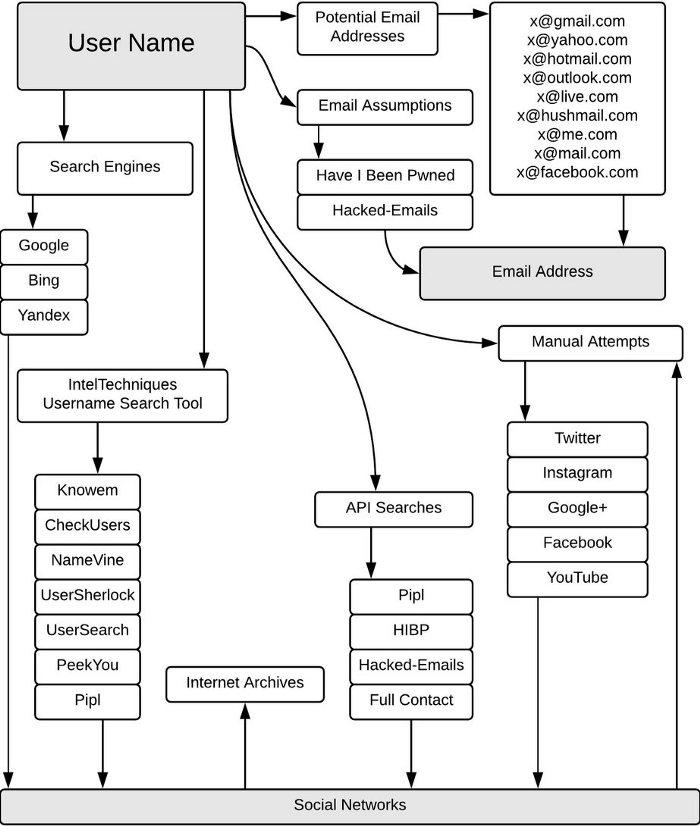 User Name
Potential Email
Addresses
x@gmail.com
x@yahoo.com
x@hotmail.com
x@outlook.com
x@live.com
x@hushmail.com
x@me.com
x@mail.com
x@facebook.com
Email Assumptions
Have I Been Pwned
Hacked-Emails
Email Address
Search Engines
Google
Bing
Yandex
IntelTechniques
Username Search Tool
Knowem
CheckUsers
NameVine
UserSherlock
UserSearch
PeekYou
Pipl
Internet Archives
API Searches
Pipl
HIBP
Hacked-Emails
Full Contact
Manual Attempts
Twitter
Instagram
Google+
Facebook
YouTube
Social Networks